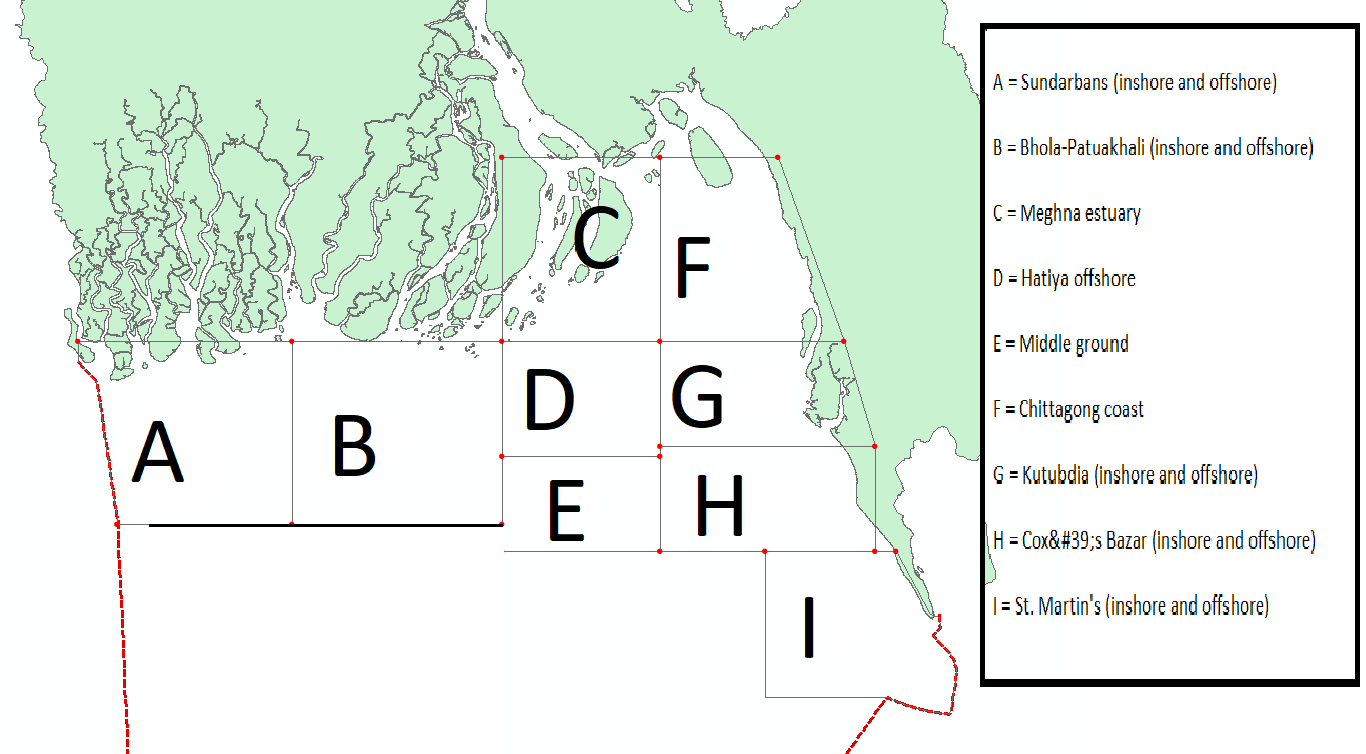 C
F
D
G
A
B
E
H
I
A = Sundarbans (inshore and offshore)
B = Bhola-Patuakhali (inshore and offshore)
C = Meghna estuary
D = Hatiya offshore
E = Middle ground
F = Chittagong coast
G = Kutubdia (inshore and offshore)
H = Cox&#39;s Bazar (inshore and offshore)
I = St. Martin's (inshore and offshore)